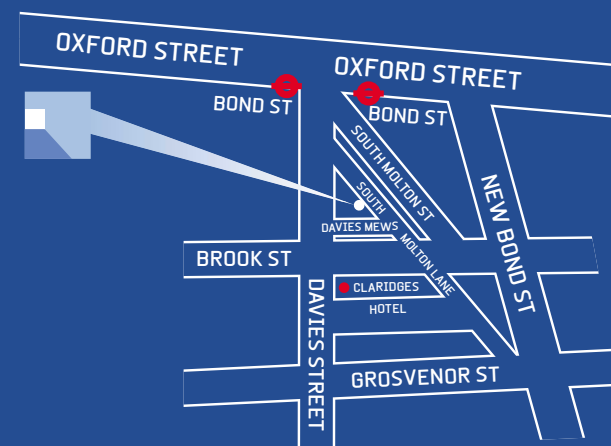 OXFORD STREET
OXFORD STREET
BOND ST
BOND ST
SOUTH MOLTON ST
SOUTH
MOLTON LANE
DAVIES MEWS
NEW BOND ST
BROOK ST
CLARIDGES
HOTEL
DAVIES STREET
GROSVENOR ST